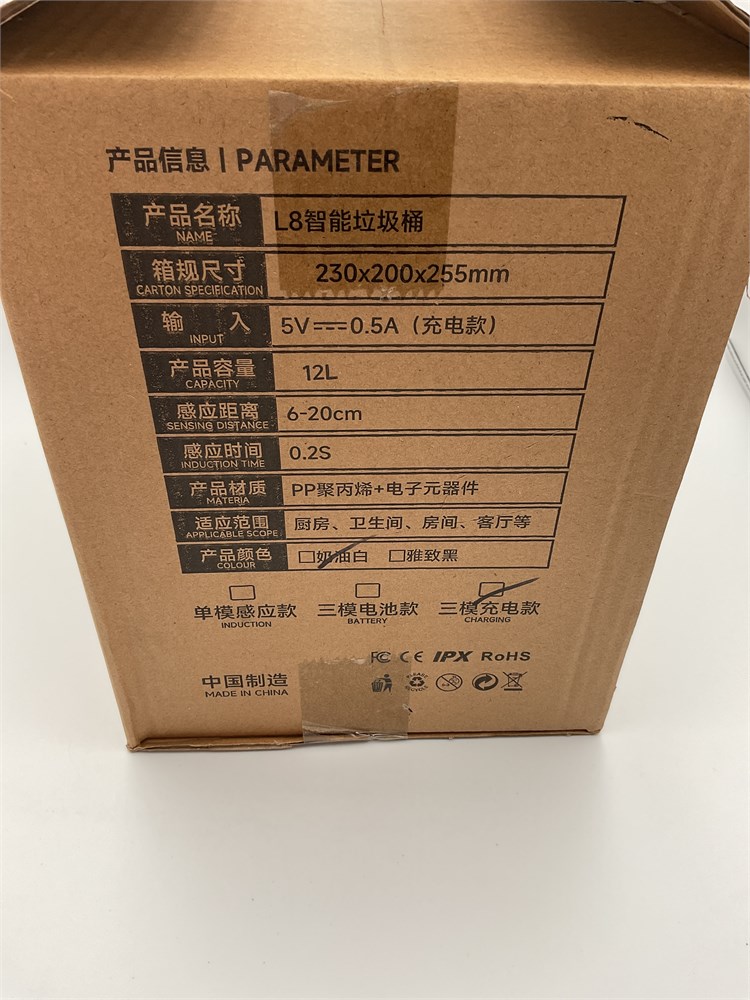 产品信息 | PARAMETER
产品名称 L8智能垃圾桶
NAME
箱规尺寸 230x200x255mm
CARTON SPECIFICATION
输 入 5V⎓0.5A（充电款）
INPUT
产品容量 12L
CAPACITY
感应距离 6-20cm
SENSING DISTANCE
感应时间 0.2S
INDUCTION TIME
产品材质 PP聚丙烯+电子元器件
MATERIA
适应范围 厨房、卫生间、房间、客厅等
APPLICABLE SCOPE
产品颜色 □奶油白 □雅致黑
COLOUR
单模感应款 三模电池款 三模充电款
INDUCTION BATTERY CHARGING
FC CE IPX RoHS
中国制造
MADE IN CHINA